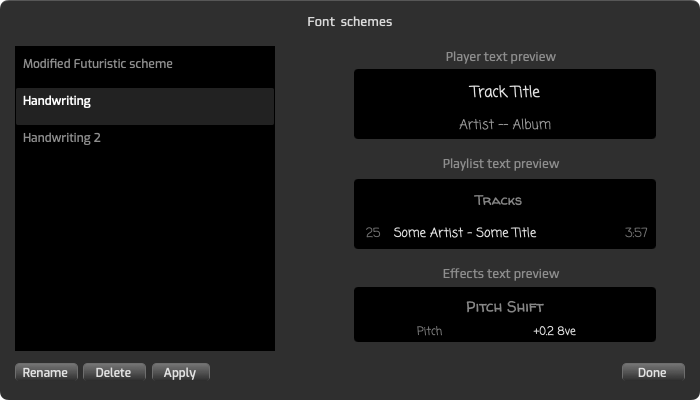 Font schemes
Modified Futuristic scheme
Handwriting
Handwriting 2
Player text preview
Track Title
Artist -- Album
Playlist text preview
Tracks
25 Some Artist - Some Title 3:57
Effects text preview
Pitch Shift
Pitch +0.2 8ve
Rename Delete Apply Done